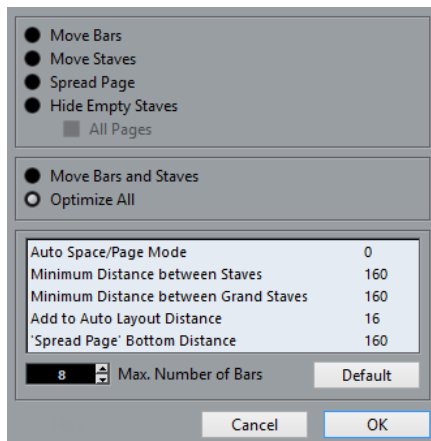 Move Bars
Move Staves
Spread Page
Hide Empty Staves
All Pages
Move Bars and Staves
Optimize All
Auto Space/Page Mode 0
Minimum Distance between Staves 160
Minimum Distance between Grand Staves 160
Add to Auto Layout Distance 16
'Spread Page' Bottom Distance 160
8 Max. Number of Bars Default
Cancel OK